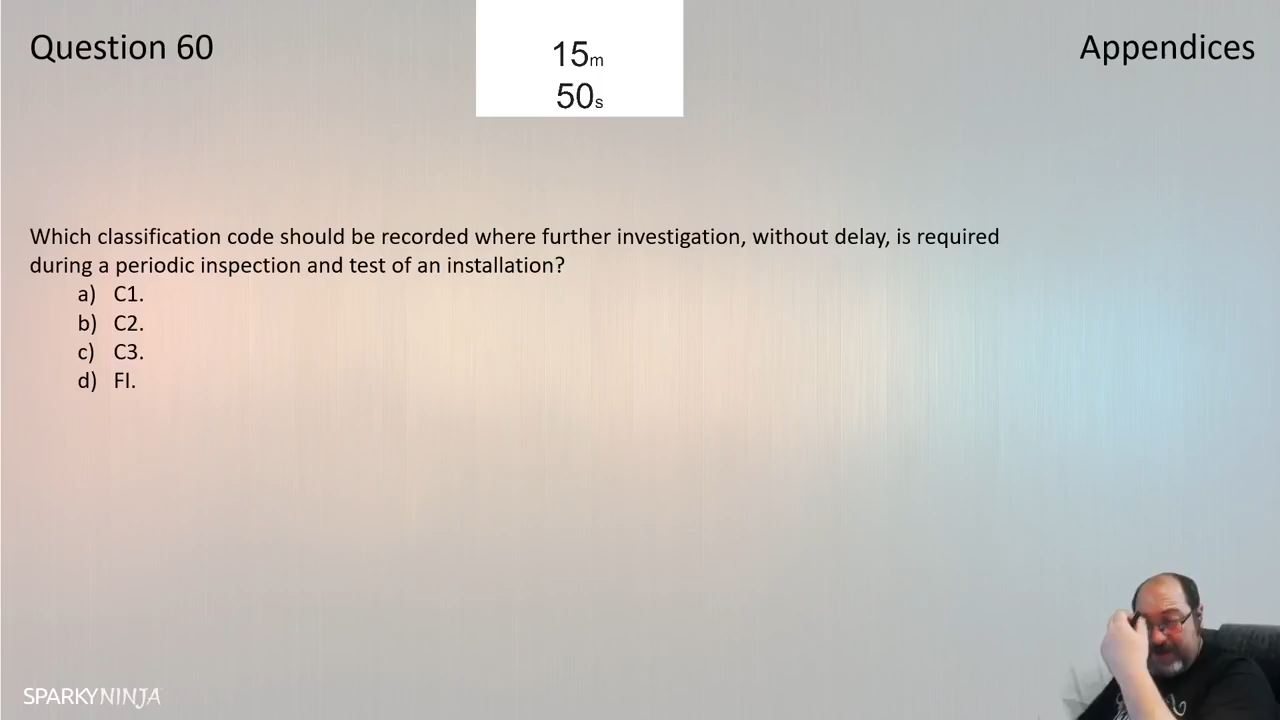 Question 60
15m
50s
Appendices
Which classification code should be recorded where further investigation, without delay, is required
during a periodic inspection and test of an installation?
a) C1.
b) C2.
c) C3.
d) FI.
SPARKYNINJA